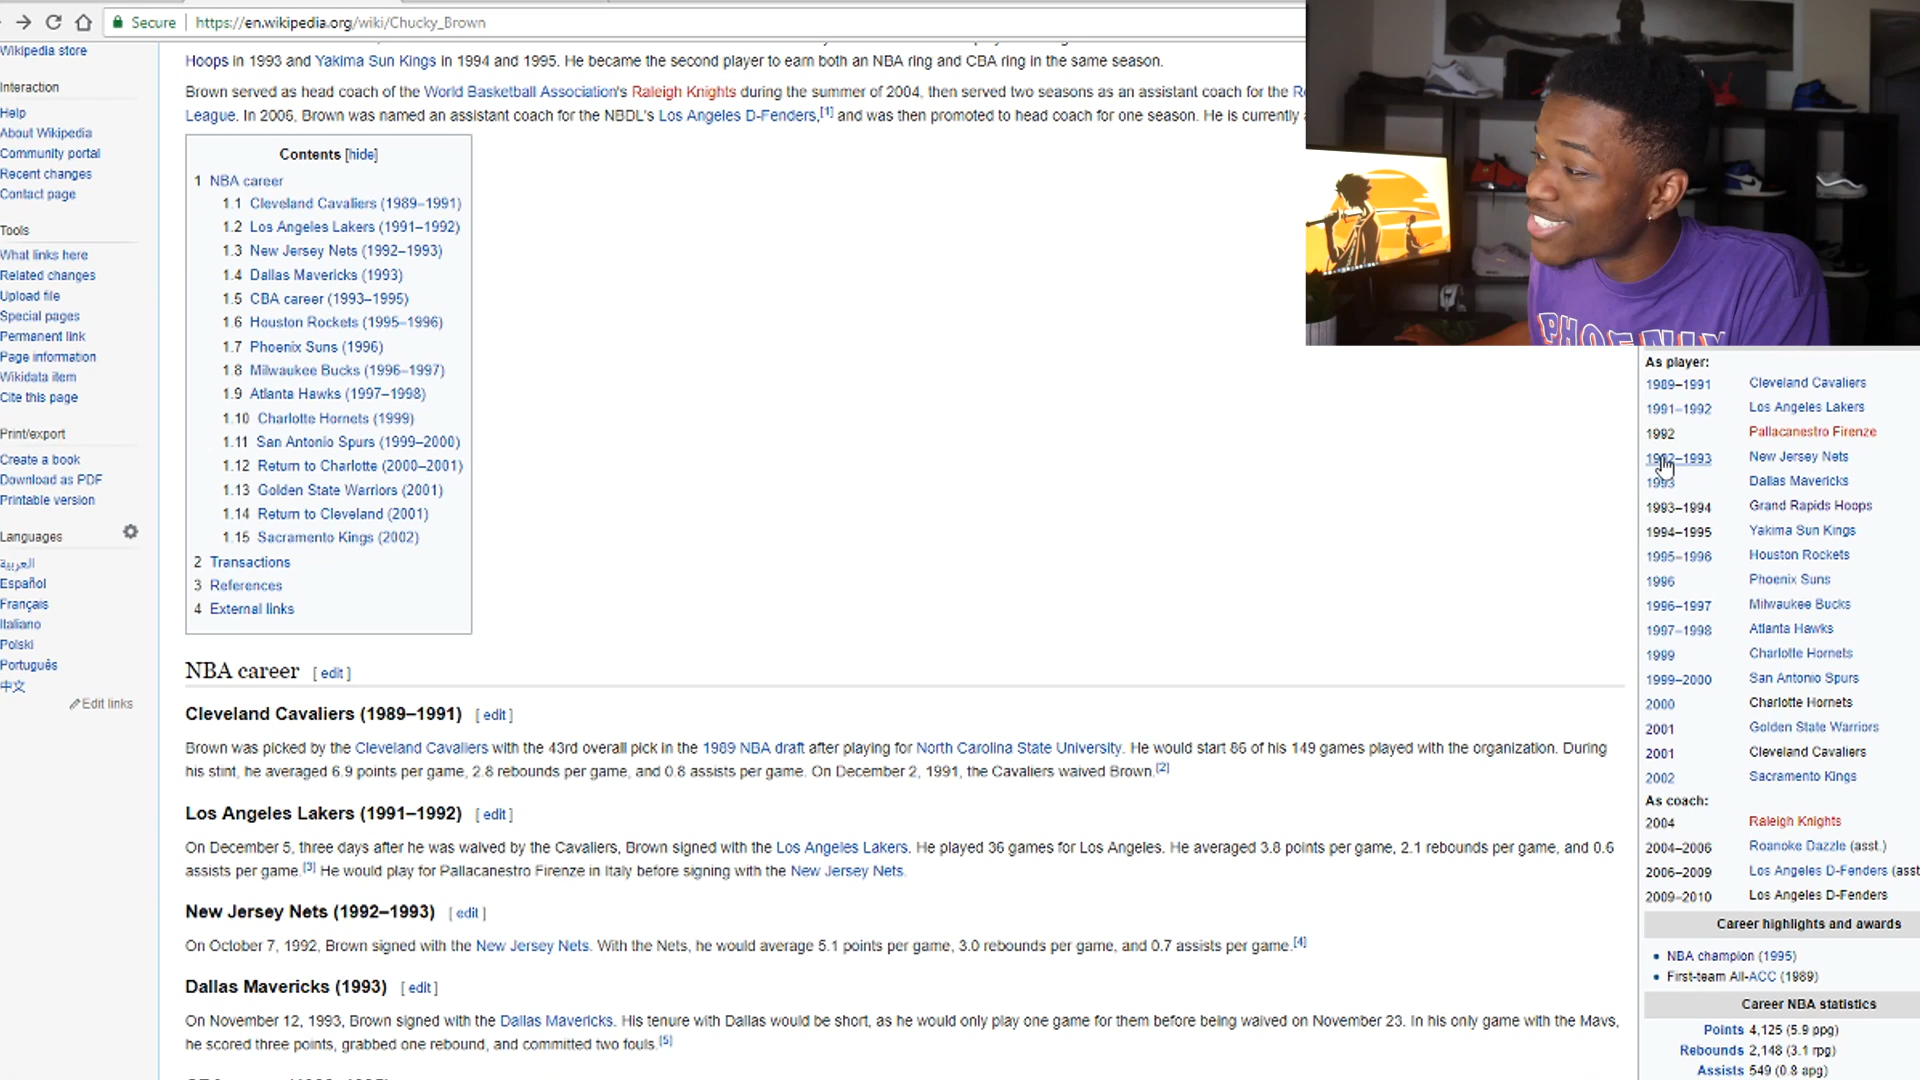 Secure https://en.wikipedia.org/wiki/Chucky_Brown
Wikipedia store
Interaction
Help
About Wikipedia
Community portal
Recent changes
Contact page
Tools
What links here
Related changes
Upload file
Special pages
Permanent link
Page information
Wikidata item
Cite this page
Print/export
Create a book
Download as PDF
Printable version
Languages
العربية
Español
Français
Italiano
Polski
Português
中文
Edit links
Hoops in 1993 and Yakima Sun Kings in 1994 and 1995. He became the second player to earn both an NBA ring and CBA ring in the same season.
Brown served as head coach of the World Basketball Association's Raleigh Knights during the summer of 2004, then served two seasons as an assistant coach for the
League. In 2006, Brown was named an assistant coach for the NBDL's Los Angeles D-Fenders,[1] and was then promoted to head coach for one season. He is currently
Contents [hide]
1 NBA career
1.1 Cleveland Cavaliers (1989–1991)
1.2 Los Angeles Lakers (1991–1992)
1.3 New Jersey Nets (1992–1993)
1.4 Dallas Mavericks (1993)
1.5 CBA career (1993–1995)
1.6 Houston Rockets (1995–1996)
1.7 Phoenix Suns (1996)
1.8 Milwaukee Bucks (1996–1997)
1.9 Atlanta Hawks (1997–1998)
1.10 Charlotte Hornets (1999)
1.11 San Antonio Spurs (1999–2000)
1.12 Return to Charlotte (2000–2001)
1.13 Golden State Warriors (2001)
1.14 Return to Cleveland (2001)
1.15 Sacramento Kings (2002)
2 Transactions
3 References
4 External links
NBA career [ edit ]
Cleveland Cavaliers (1989–1991) [ edit ]
Brown was picked by the Cleveland Cavaliers with the 43rd overall pick in the 1989 NBA draft after playing for North Carolina State University. He would start 86 of his 149 games played with the organization. During
his stint, he averaged 6.9 points per game, 2.8 rebounds per game, and 0.8 assists per game. On December 2, 1991, the Cavaliers waived Brown.[2]
Los Angeles Lakers (1991–1992) [ edit ]
On December 5, three days after he was waived by the Cavaliers, Brown signed with the Los Angeles Lakers. He played 36 games for Los Angeles. He averaged 3.8 points per game, 2.1 rebounds per game, and 0.6
assists per game.[3] He would play for Pallacanestro Firenze in Italy before signing with the New Jersey Nets.
New Jersey Nets (1992–1993) [ edit ]
On October 7, 1992, Brown signed with the New Jersey Nets. With the Nets, he would average 5.1 points per game, 3.0 rebounds per game, and 0.7 assists per game.[4]
Dallas Mavericks (1993) [ edit ]
On November 12, 1993, Brown signed with the Dallas Mavericks. His tenure with Dallas would be short, as he would only play one game for them before being waived on November 23. In his only game with the Mavs,
he scored three points, grabbed one rebound, and committed two fouls.[5]
PHOENIX
As player:
1989–1991 Cleveland Cavaliers
1991–1992 Los Angeles Lakers
1992 Pallacanestro Firenze
1992–1993 New Jersey Nets
1993 Dallas Mavericks
1993–1994 Grand Rapids Hoops
1994–1995 Yakima Sun Kings
1995–1996 Houston Rockets
1996 Phoenix Suns
1996–1997 Milwaukee Bucks
1997–1998 Atlanta Hawks
1999 Charlotte Hornets
1999–2000 San Antonio Spurs
2000 Charlotte Hornets
2001 Golden State Warriors
2001 Cleveland Cavaliers
2002 Sacramento Kings
As coach:
2004 Raleigh Knights
2004–2006 Roanoke Dazzle (asst.)
2006–2009 Los Angeles D-Fenders (asst
2009–2010 Los Angeles D-Fenders
Career highlights and awards
• NBA champion (1995)
• First-team All-ACC (1989)
Career NBA statistics
Points 4,125 (5.9 ppg)
Rebounds 2,148 (3.1 rpg)
Assists 549 (0.8 apg)